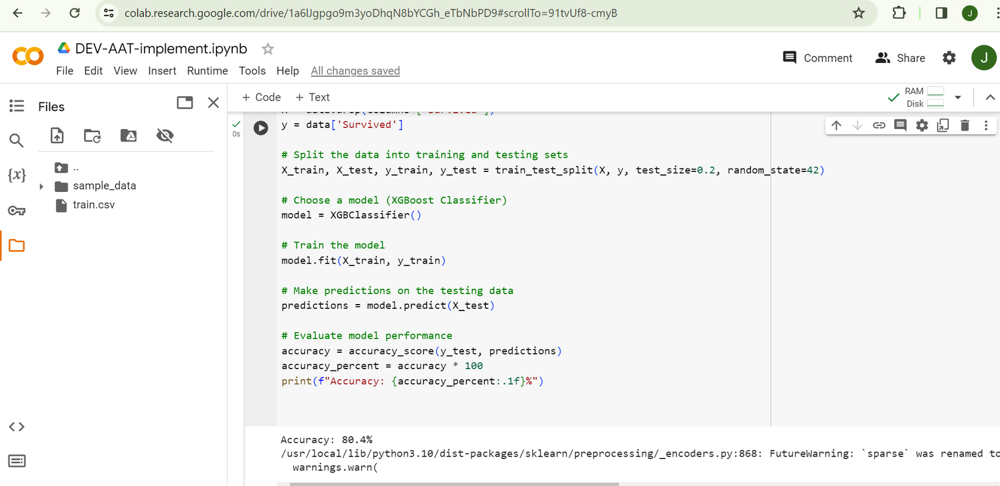 colab.research.google.com/drive/1a6lJgpgo9m3yoDhqN8bYCGh_eTbNbPD9#scrollTo=91tvUf8-cmyB
J
DEV-AAT-implement.ipynb
Comment
Share
J
File Edit View Insert Runtime Tools Help All changes saved
Files
+ Code + Text
RAM
Disk
y = data['Survived']
0s
# Split the data into training and testing sets
X_train, X_test, y_train, y_test = train_test_split(X, y, test_size=0.2, random_state=42)
..
sample_data
train.csv
{x}
# Choose a model (XGBoost Classifier)
model = XGBClassifier()
# Train the model
model.fit(X_train, y_train)
# Make predictions on the testing data
predictions = model.predict(X_test)
# Evaluate model performance
accuracy = accuracy_score(y_test, predictions)
accuracy_percent = accuracy * 100
print(f"Accuracy: {accuracy_percent:.1f}%")
Accuracy: 80.4%
/usr/local/lib/python3.10/dist-packages/sklearn/preprocessing/_encoders.py:868: FutureWarning: `sparse` was renamed to
warnings.warn(